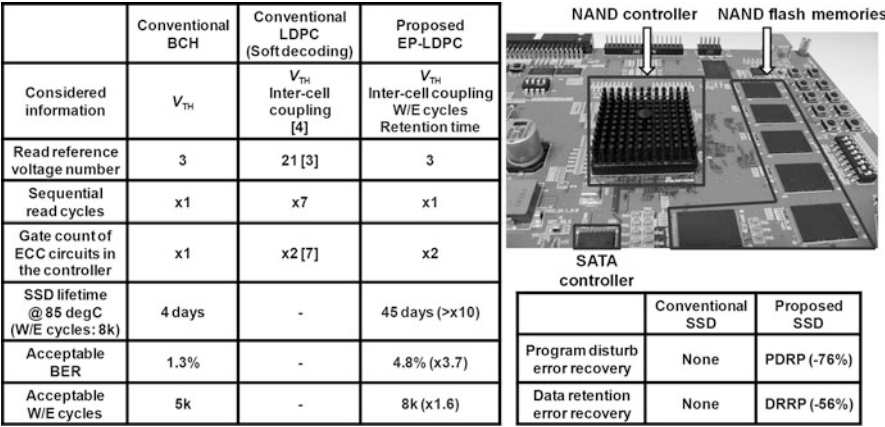 Conventional BCH
Conventional LDPC (Soft decoding)
Proposed EP-LDPC
Considered information
V_TH
V_TH Inter-cell coupling [4]
V_TH Inter-cell coupling W/E cycles Retention time
Read reference voltage number
3
21 [3]
3
Sequential read cycles
x1
x7
x1
Gate count of ECC circuits in the controller
x1
x2 [7]
x2
SSD lifetime @ 85 degC (W/E cycles: 8k)
4 days
-
45 days (>x10)
Acceptable BER
1.3%
-
4.8% (x3.7)
Acceptable W/E cycles
5k
-
8k (x1.6)
NAND controller
NAND flash memories
SATA controller
Conventional SSD
Proposed SSD
Program disturb error recovery
None
PDRP (-76%)
Data retention error recovery
None
DRRP (-56%)